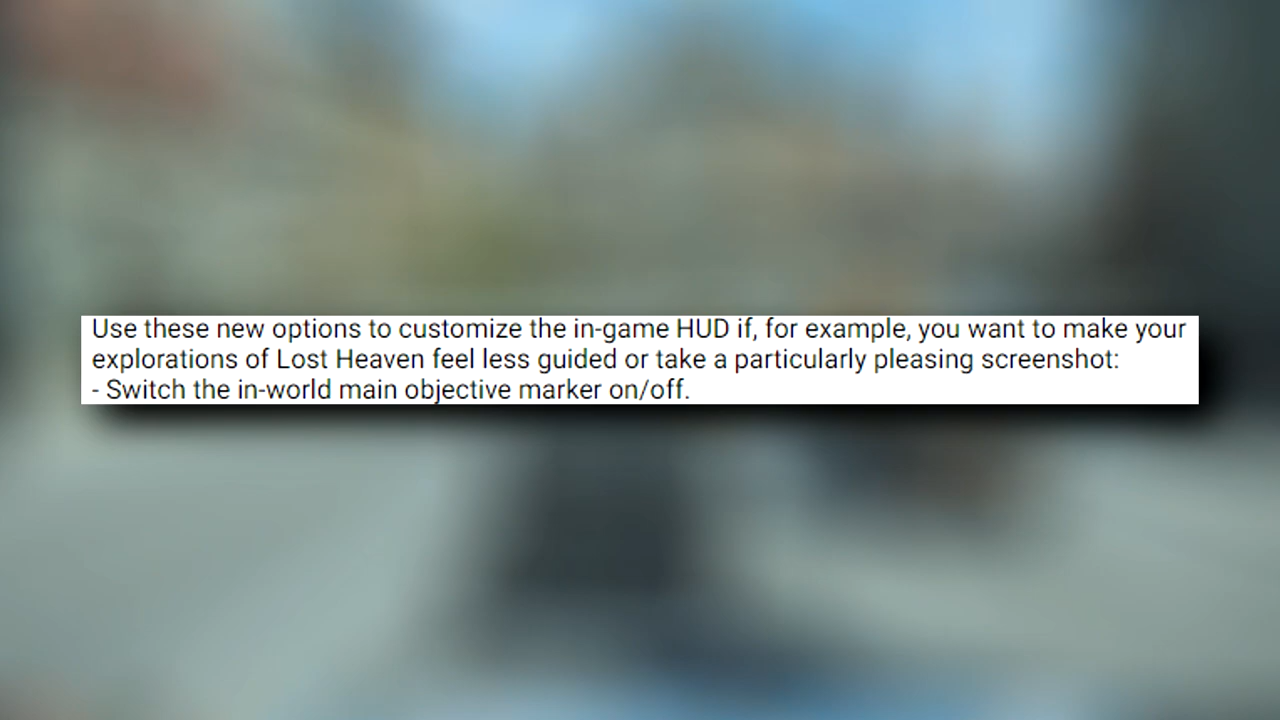 Use these new options to customize the in-game HUD if, for example, you want to make your
explorations of Lost Heaven feel less guided or take a particularly pleasing screenshot:
- Switch the in-world main objective marker on/off.